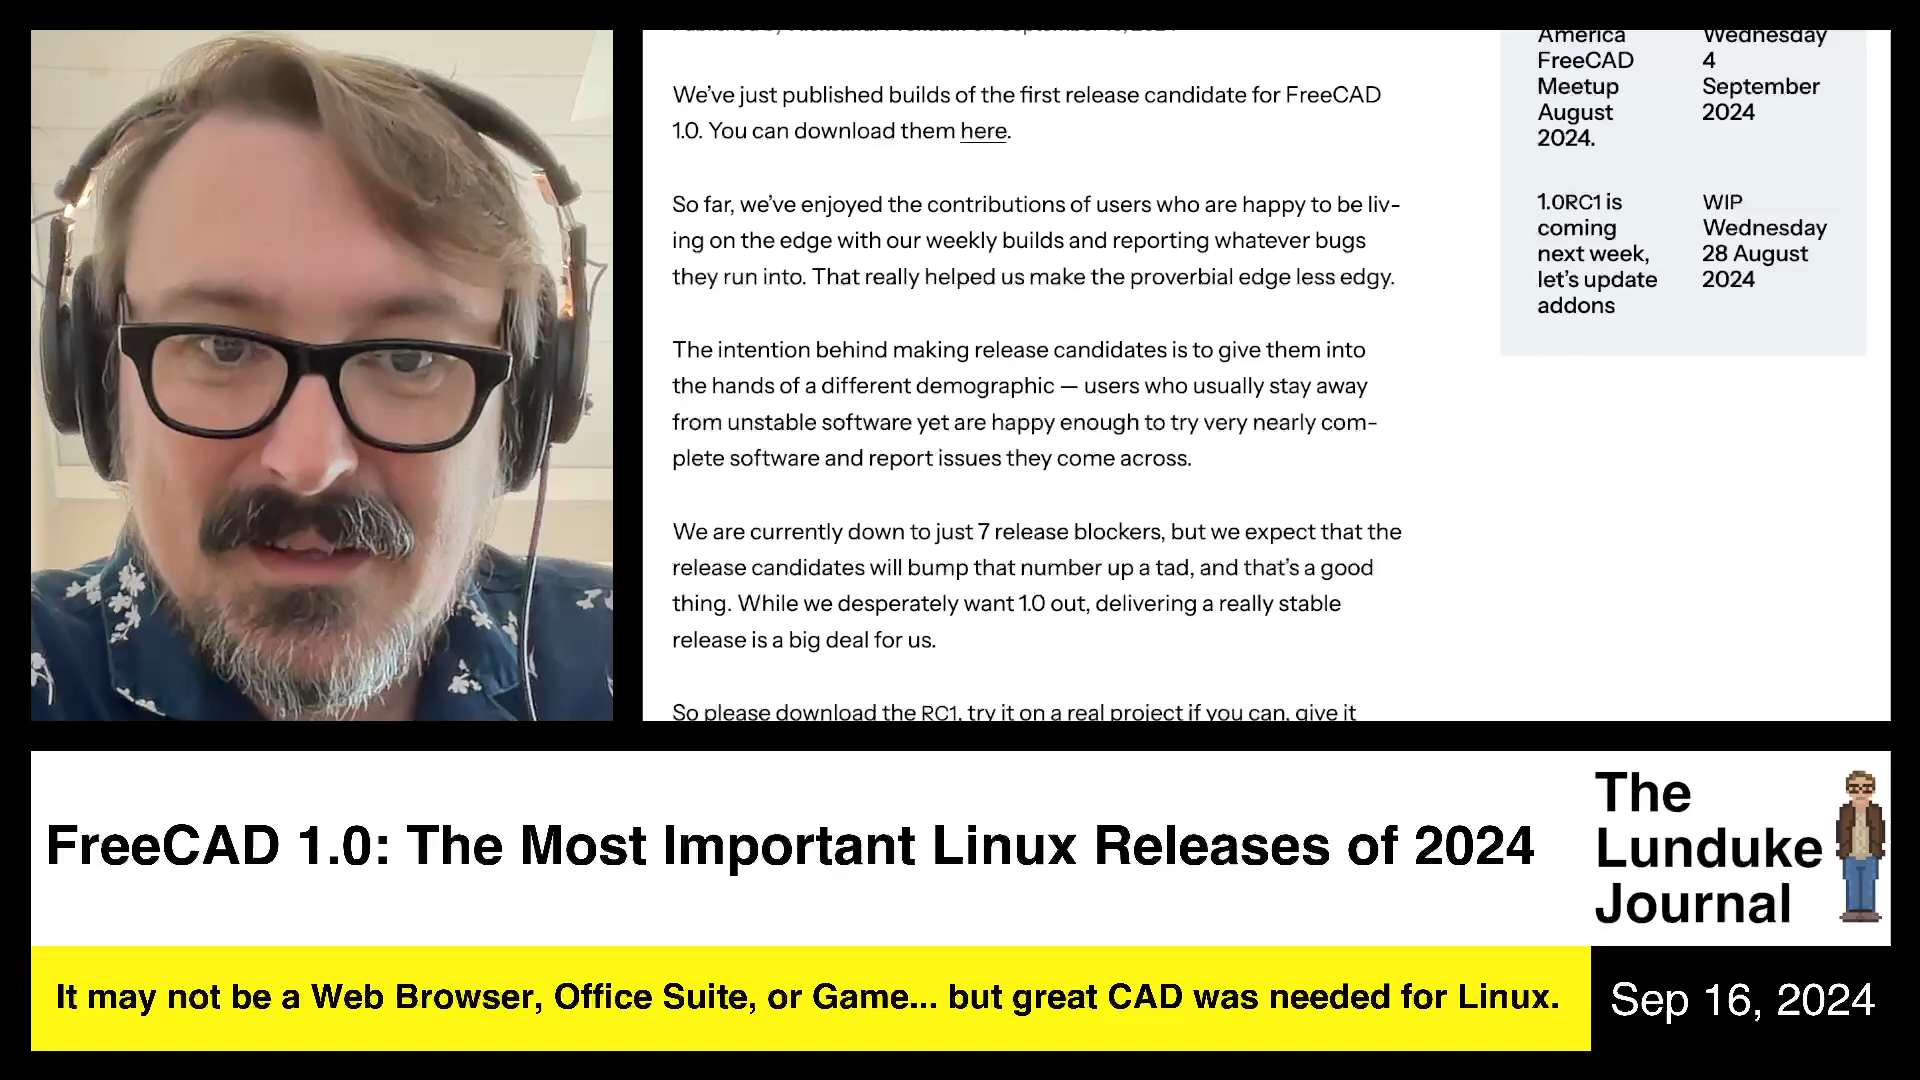 We've just published builds of the first release candidate for FreeCAD
1.0. You can download them here.
So far, we've enjoyed the contributions of users who are happy to be liv-
ing on the edge with our weekly builds and reporting whatever bugs
they run into. That really helped us make the proverbial edge less edgy.
The intention behind making release candidates is to give them into
the hands of a different demographic — users who usually stay away
from unstable software yet are happy enough to try very nearly com-
plete software and report issues they come across.
We are currently down to just 7 release blockers, but we expect that the
release candidates will bump that number up a tad, and that's a good
thing. While we desperately want 1.0 out, delivering a really stable
release is a big deal for us.
So please download the RC1, try it on a real project if you can, give it
America
FreeCAD
Meetup
August
2024.
Wednesday
4
September
2024
1.0RC1 is
coming
next week,
let's update
addons
WIP
Wednesday
28 August
2024
FreeCAD 1.0: The Most Important Linux Releases of 2024
The
Lunduke
Journal
It may not be a Web Browser, Office Suite, or Game... but great CAD was needed for Linux.
Sep 16, 2024